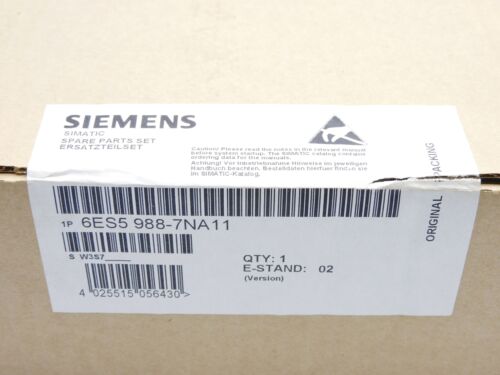 SIEMENS
SIMATIC
SPARE PARTS SET
ERSATZTEILSET
Caution! Please read the notes in the relevant manual
before system startup. The SIMATIC catalog contains
ordering data for the manuals.
Achtung! Vor Inbetriebnahme Hinweise im jeweiligen
Handbuch beachten. Bestelldaten hierfuer finden sie
im SIMATIC-Katalog.
ORIGINAL PACKING
1P 6ES5 988-7NA11
S W3S7____
QTY: 1
E-STAND: 02
(Version)
4 025515 056430>